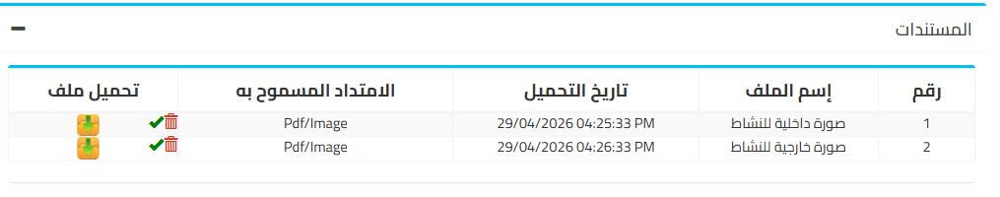 المستندات
رقم إسم الملف تاريخ التحميل الامتداد المسموح به تحميل ملف
1 صورة داخلية للنشاط 29/04/2026 04:25:33 PM Pdf/Image
2 صورة خارجية للنشاط 29/04/2026 04:26:33 PM Pdf/Image